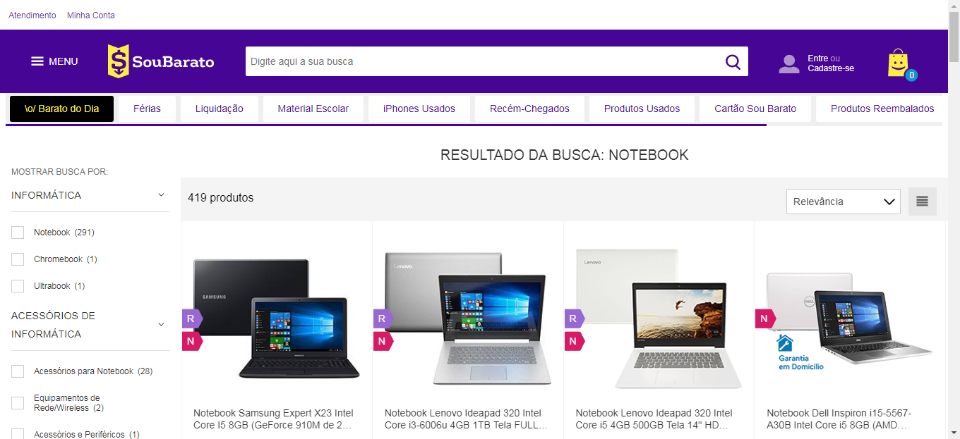 Atendimento Minha Conta
MENU
SouBarato
Digite aqui a sua busca
Entre ou
Cadastre-se
0
\o/ Barato do Dia
Férias
Liquidação
Material Escolar
iPhones Usados
Recém-Chegados
Produtos Usados
Cartão Sou Barato
Produtos Reembalados
RESULTADO DA BUSCA: NOTEBOOK
MOSTRAR BUSCA POR:
INFORMÁTICA
Notebook (291)
Chromebook (1)
Ultrabook (1)
ACESSÓRIOS DE
INFORMÁTICA
Acessórios para Notebook (28)
Equipamentos de
Rede/Wireless (2)
Acessórios e Periféricos (1)
419 produtos
Relevância
SAMSUNG
R
N
Notebook Samsung Expert X23 Intel
Core I5 8GB (GeForce 910M de 2...
Lenovo
R
N
Notebook Lenovo Ideapad 320 Intel
Core i3-6006u 4GB 1TB Tela FULL...
Lenovo
N
Notebook Lenovo Ideapad 320 Intel
Core i5 4GB 500GB Tela 14" HD...
N
Garantia
em Domicílio
Notebook Dell Inspiron i15-5567-
A30B Intel Core i5 8GB (AMD...